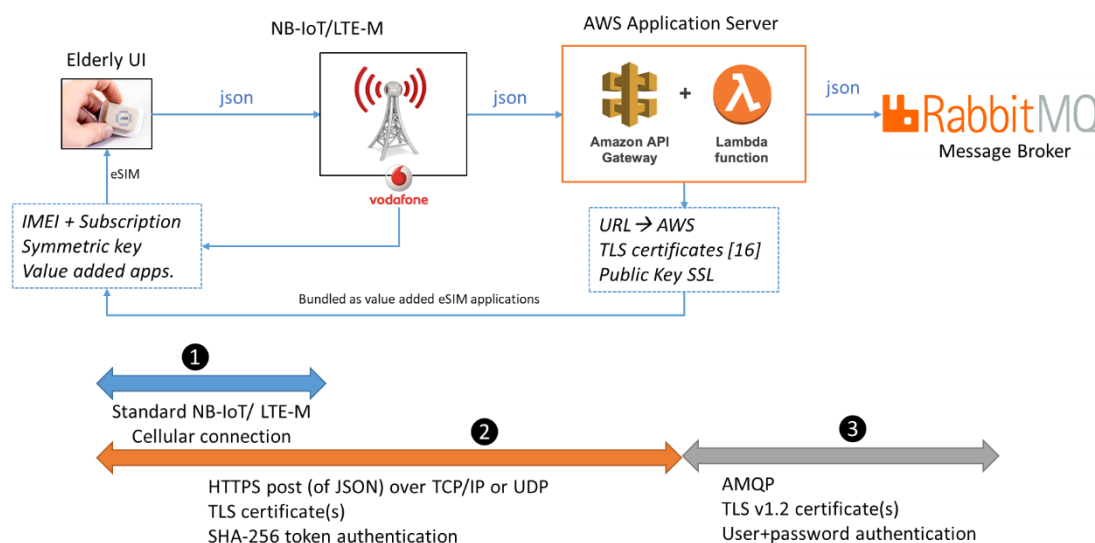 NB-IoT/LTE-M
AWS Application Server
Elderly UI
json
json
json
Amazon API
Gateway
+
λ
Lambda
function
RabbitMQ
Message Broker
eSIM
vodafone
IMEI + Subscription
Symmetric key
Value added apps.
URL → AWS
TLS certificates [16]
Public Key SSL
Bundled as value added eSIM applications
1
Standard NB-IoT/ LTE-M
Cellular connection
2
3
HTTPS post (of JSON) over TCP/IP or UDP
TLS certificate(s)
SHA-256 token authentication
AMQP
TLS v1.2 certificate(s)
User+password authentication